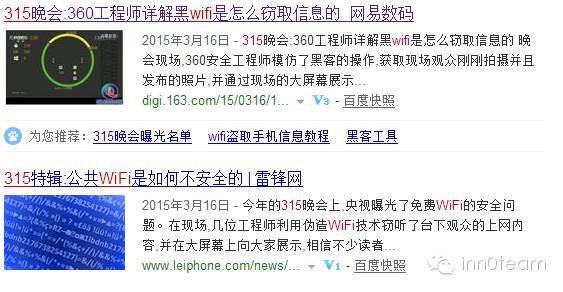 315晚会:360工程师详解黑wifi是怎么窃取信息的_网易数码
2015年3月16日 - 315晚会:360工程师详解黑wifi是怎么窃取信息的 晚
会现场,360安全工程师模仿了黑客的操作,获取现场观众刚刚拍摄并且
发布的照片,并通过现场的大屏幕展示...
digi.163.com/15/0316/1... V3 - 百度快照
为您推荐: 315晚会曝光名单 wifi盗取手机信息教程 黑客工具
315特辑:公共WiFi是如何不安全的 | 雷锋网
2015年3月16日 - 今年的315晚会上,央视曝光了免费WiFi的安全问
题。在现场,几位工程师利用伪造WiFi技术窃听了台下观众的上网内
容,并在大屏幕上向大家展示,相信不少读者...
www.leiphone.com/news/... V1 - 百度快照
inn0team